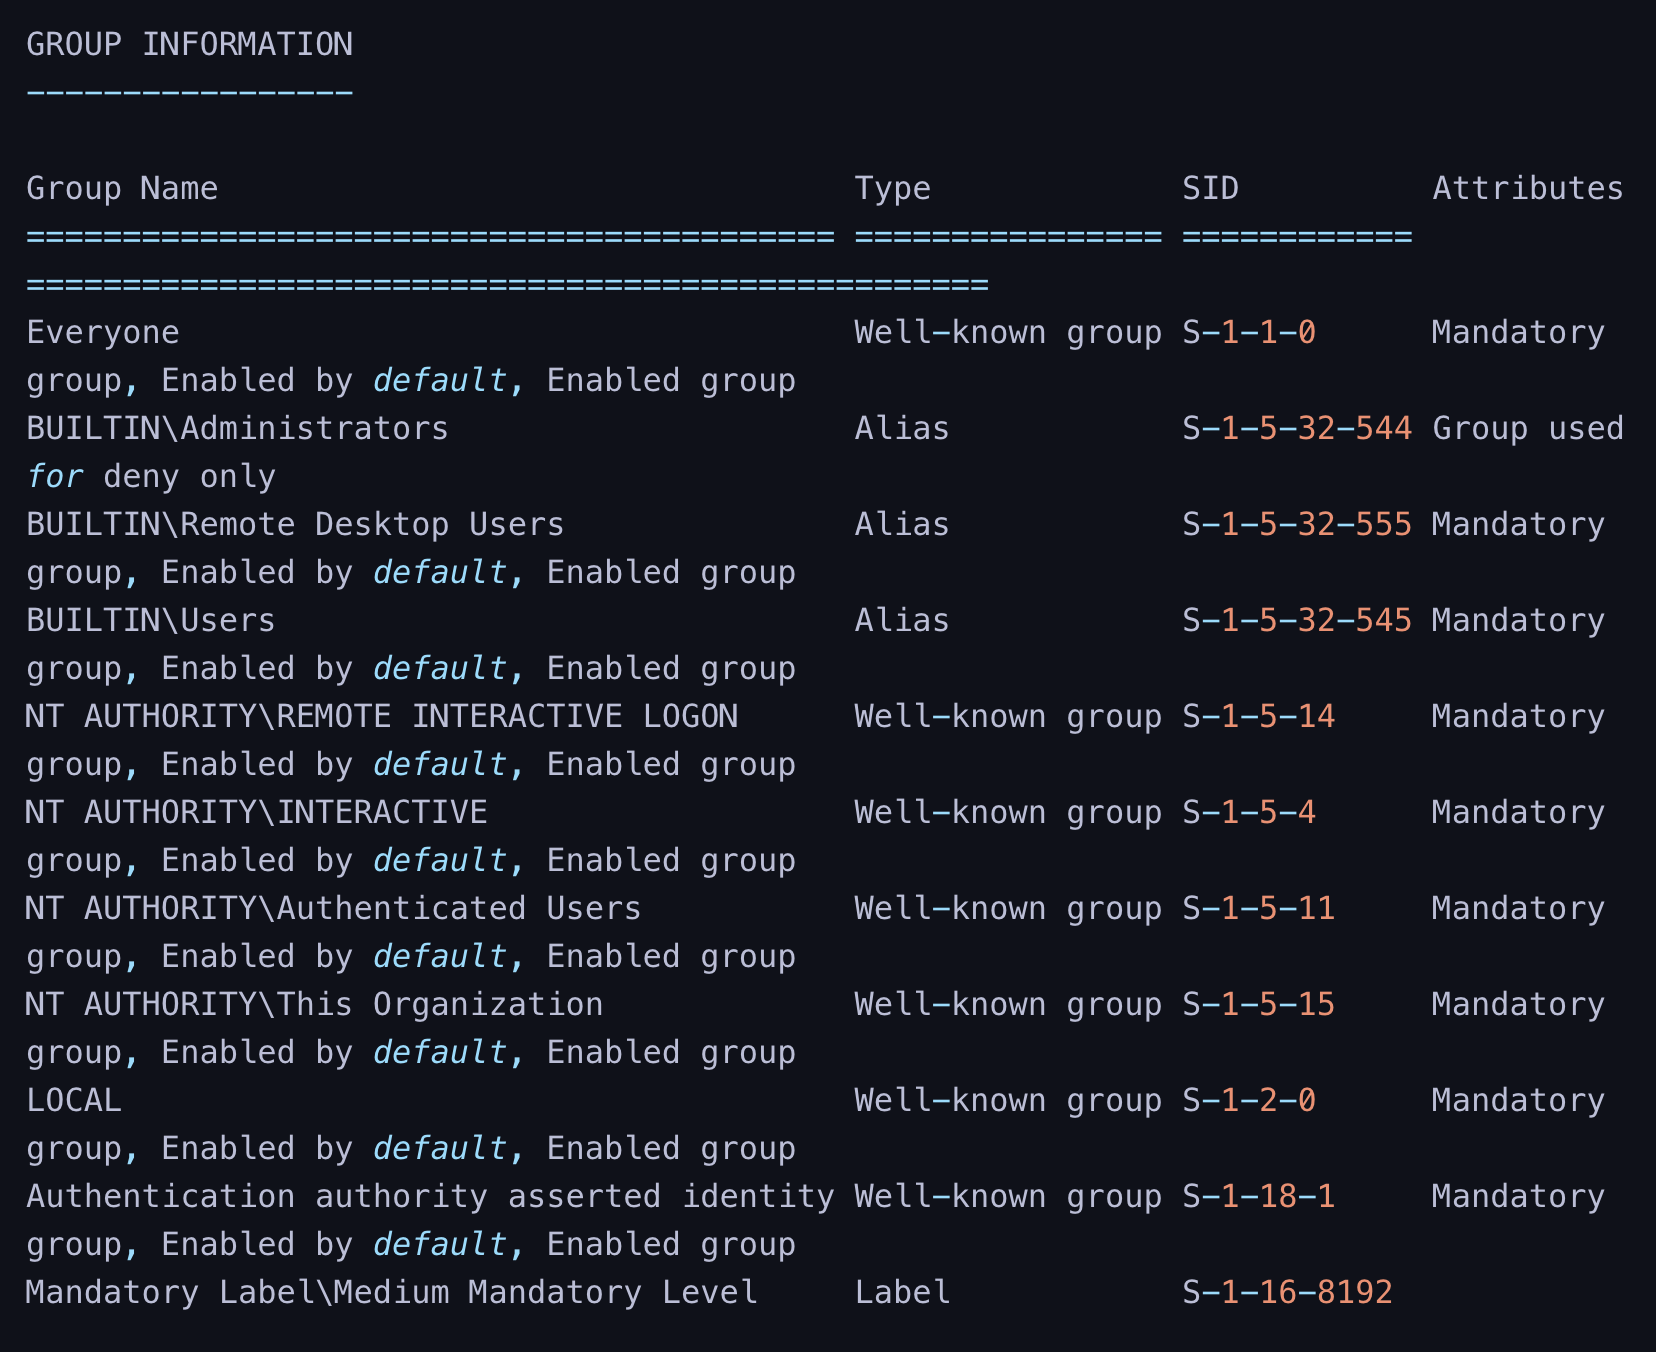 GROUP INFORMATION
-----------------
Group Name                                 Type             SID          Attributes
========================================== ================ ============
==================================================
Everyone                                   Well-known group S-1-1-0      Mandatory
group, Enabled by default, Enabled group
BUILTIN\Administrators                     Alias            S-1-5-32-544 Group used
for deny only
BUILTIN\Remote Desktop Users               Alias            S-1-5-32-555 Mandatory
group, Enabled by default, Enabled group
BUILTIN\Users                              Alias            S-1-5-32-545 Mandatory
group, Enabled by default, Enabled group
NT AUTHORITY\REMOTE INTERACTIVE LOGON      Well-known group S-1-5-14     Mandatory
group, Enabled by default, Enabled group
NT AUTHORITY\INTERACTIVE                   Well-known group S-1-5-4      Mandatory
group, Enabled by default, Enabled group
NT AUTHORITY\Authenticated Users           Well-known group S-1-5-11     Mandatory
group, Enabled by default, Enabled group
NT AUTHORITY\This Organization             Well-known group S-1-5-15     Mandatory
group, Enabled by default, Enabled group
LOCAL                                      Well-known group S-1-2-0      Mandatory
group, Enabled by default, Enabled group
Authentication authority asserted identity Well-known group S-1-18-1     Mandatory
group, Enabled by default, Enabled group
Mandatory Label\Medium Mandatory Level     Label            S-1-16-8192